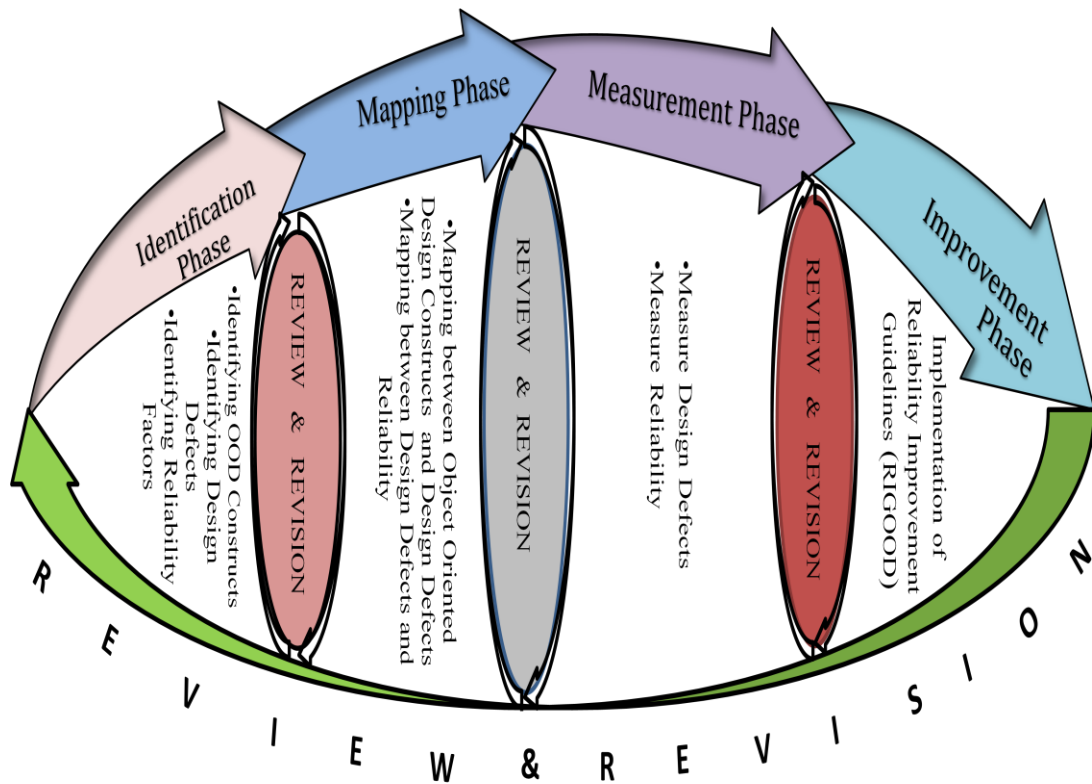 Identification
Phase
Mapping Phase
Measurement Phase
Improvement
Phase
•Identifying OOD Constructs
•Identifying Design
Defects
•Identifying Reliability
Factors
REVIEW & REVISION
•Mapping between Object Oriented
Design Constructs and Design Defects
•Mapping between Design Defects and
Reliability
REVIEW & REVISION
•Measure Design Defects
•Measure Reliability
REVIEW & REVISION
Implementation of
Reliability Improvement
Guidelines (RIGOOD)
REVIEW & REVISION